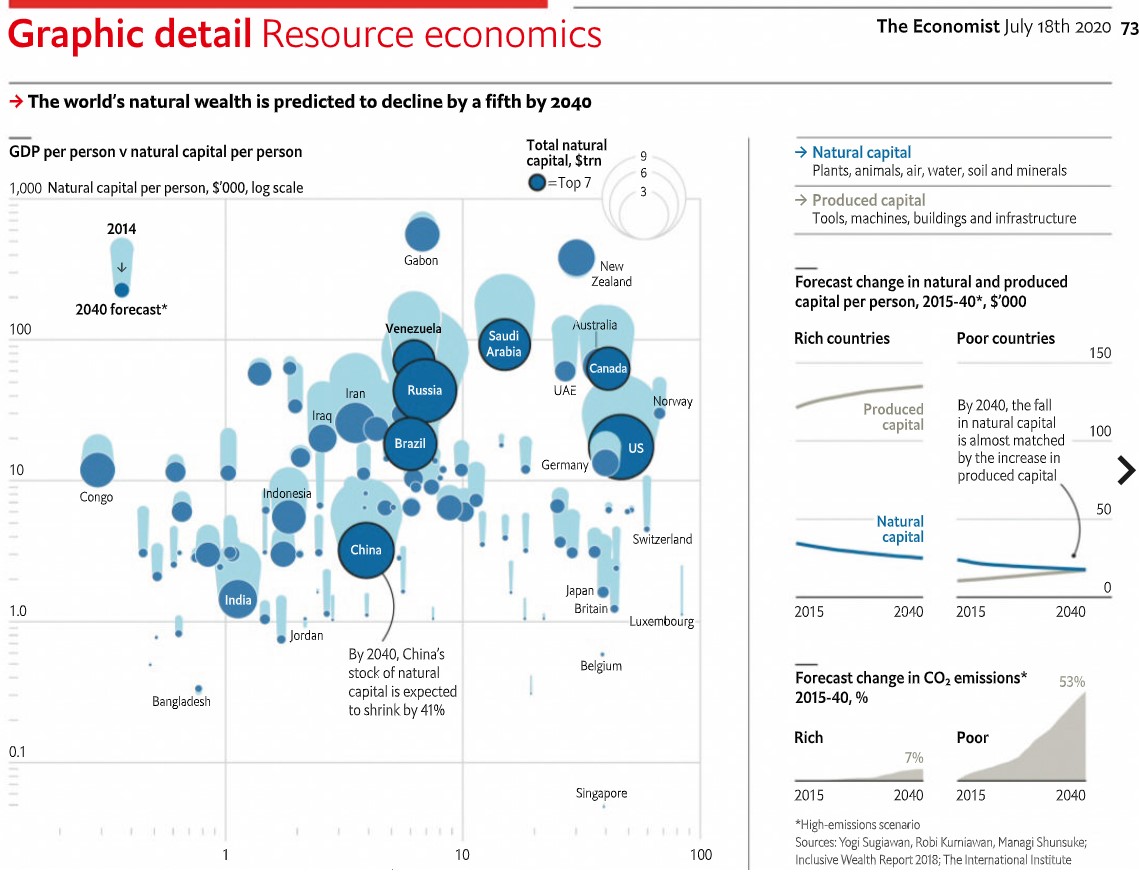 Graphic detail Resource economics
The Economist July 18th 2020 73
→ The world's natural wealth is predicted to decline by a fifth by 2040
GDP per person v natural capital per person
Total natural
capital, $trn
=Top 7
9
6
3
1,000 Natural capital per person, $'000, log scale
2014
↓
2040 forecast*
100
10
1.0
0.1
Gabon
New
Zealand
Venezuela
Saudi
Arabia
Australia
Canada
UAE
Russia
Iran
Iraq
Norway
Brazil
US
Germany
Congo
Indonesia
Switzerland
China
India
Japan
Britain
Luxembourg
Jordan
By 2040, China's
stock of natural
capital is expected
to shrink by 41%
Belgium
Bangladesh
Singapore
1
10
100
→ Natural capital
Plants, animals, air, water, soil and minerals
→ Produced capital
Tools, machines, buildings and infrastructure
Forecast change in natural and produced
capital per person, 2015-40*, $'000
Rich countries
Poor countries
150
100
50
0
Produced
capital
Natural
capital
By 2040, the fall
in natural capital
is almost matched
by the increase in
produced capital
2015
2040
2015
2040
Forecast change in CO₂ emissions*
2015-40, %
53%
Rich
Poor
7%
2015
2040
2015
2040
*High-emissions scenario
Sources: Yogi Sugiawan, Robi Kurniawan, Managi Shunsuke;
Inclusive Wealth Report 2018; The International Institute